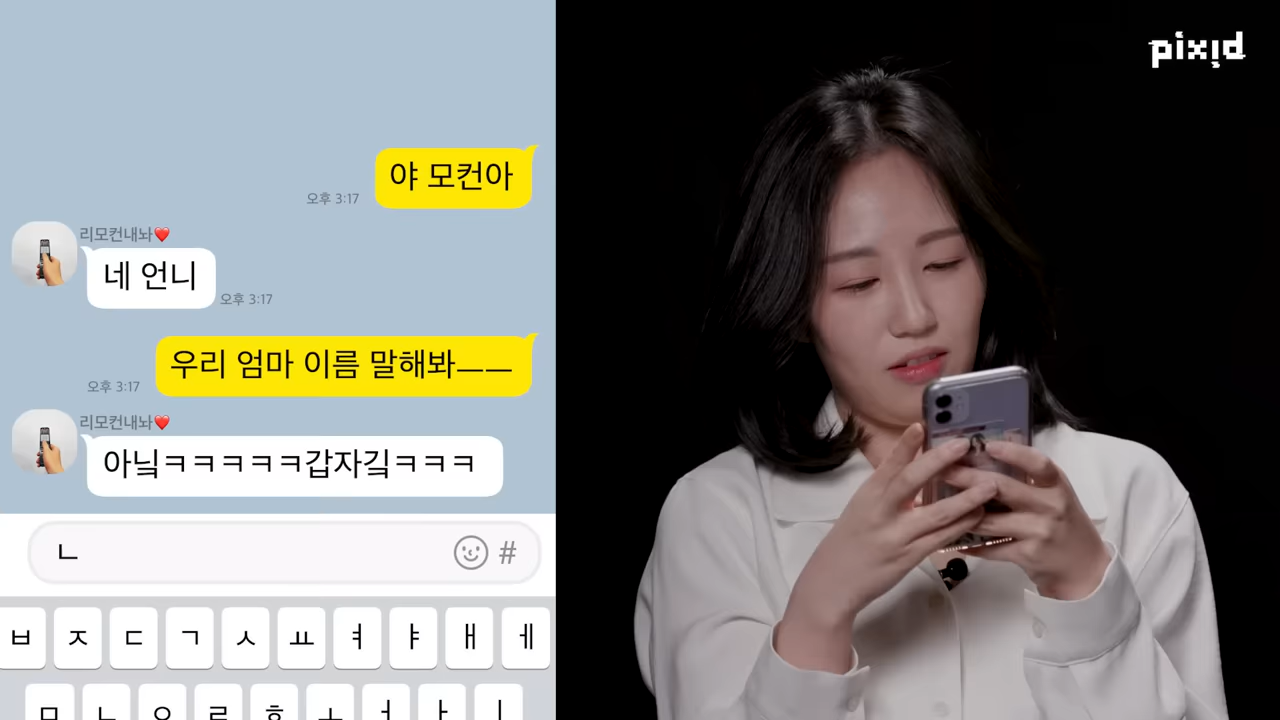 pixid
야 모컨아
오후 3:17
리모컨내놔❤️
네 언니
오후 3:17
우리 엄마 이름 말해봐ㅡㅡ
오후 3:17
리모컨내놔❤️
아닠ㅋㅋㅋㅋㅋ갑자깈ㅋㅋㅋ
ㄴ
#
ㅂ ㅈ ㄷ ㄱ ㅅ ㅛ ㅕ ㅑ ㅐ ㅔ
ㅁ ㄴ ㅇ ㄹ ㅎ ㅗ ㅓ ㅏ ㅣ